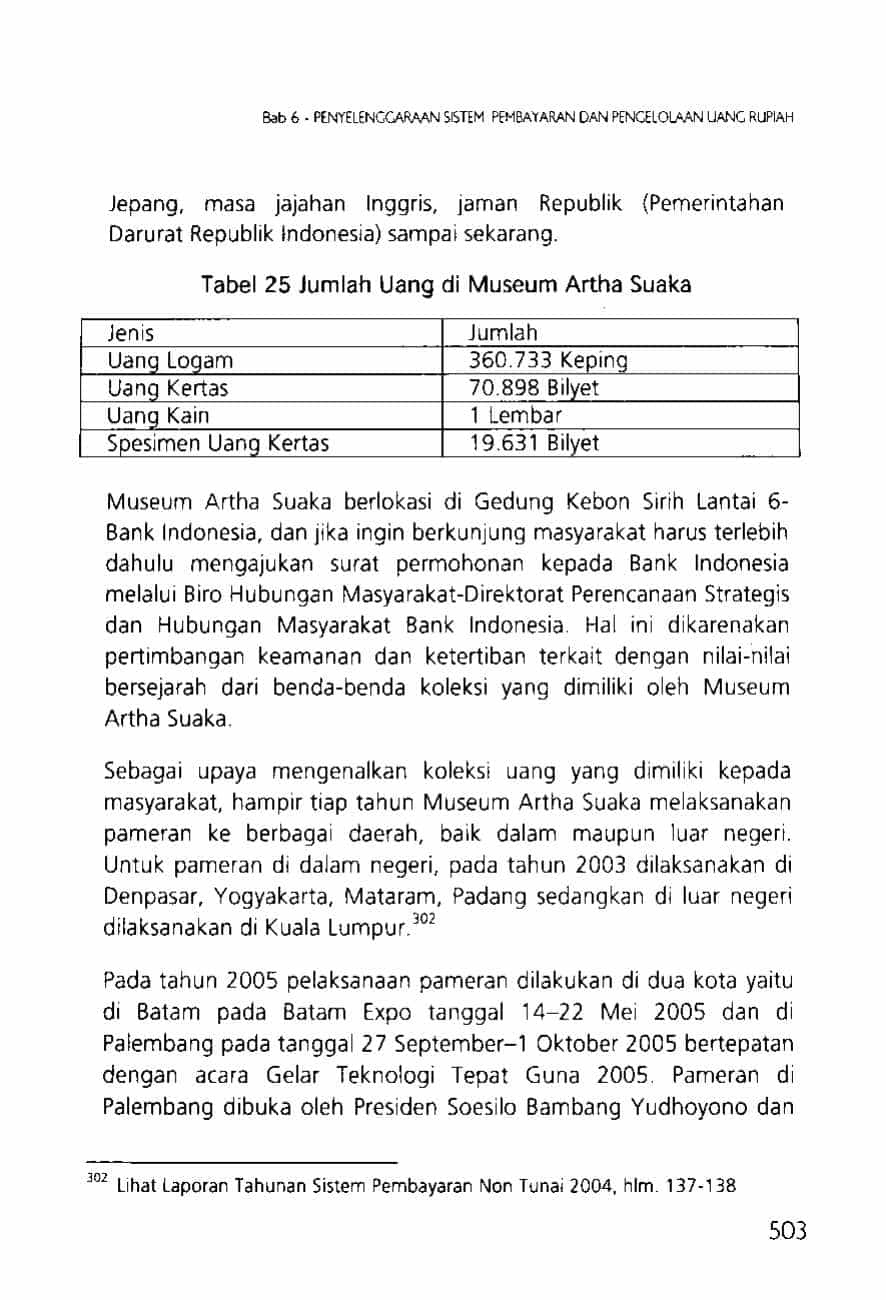 Bab 6 - PENYELENGGARAAN SISTEM PEMBAYARAN DAN PENGELOLAAN UANG RUPIAH
Jepang, masa jajahan Inggris, jaman Republik (Pemerintahan
Darurat Republik Indonesia) sampai sekarang.
Tabel 25 Jumlah Uang di Museum Artha Suaka
Jenis Jumlah
Uang Logam 360.733 Keping
Uang Kertas 70.898 Bilyet
Uang Kain 1 Lembar
Spesimen Uang Kertas 19.631 Bilyet
Museum Artha Suaka berlokasi di Gedung Kebon Sirih Lantai 6-
Bank Indonesia, dan jika ingin berkunjung masyarakat harus terlebih
dahulu mengajukan surat permohonan kepada Bank Indonesia
melalui Biro Hubungan Masyarakat-Direktorat Perencanaan Strategis
dan Hubungan Masyarakat Bank Indonesia. Hal ini dikarenakan
pertimbangan keamanan dan ketertiban terkait dengan nilai-nilai
bersejarah dari benda-benda koleksi yang dimiliki oleh Museum
Artha Suaka.
Sebagai upaya mengenalkan koleksi uang yang dimiliki kepada
masyarakat, hampir tiap tahun Museum Artha Suaka melaksanakan
pameran ke berbagai daerah, baik dalam maupun luar negeri.
Untuk pameran di dalam negeri, pada tahun 2003 dilaksanakan di
Denpasar, Yogyakarta, Mataram, Padang sedangkan di luar negeri
dilaksanakan di Kuala Lumpur.302
Pada tahun 2005 pelaksanaan pameran dilakukan di dua kota yaitu
di Batam pada Batam Expo tanggal 14–22 Mei 2005 dan di
Palembang pada tanggal 27 September–1 Oktober 2005 bertepatan
dengan acara Gelar Teknologi Tepat Guna 2005. Pameran di
Palembang dibuka oleh Presiden Soesilo Bambang Yudhoyono dan
302 Lihat Laporan Tahunan Sistem Pembayaran Non Tunai 2004, hlm. 137-138
503